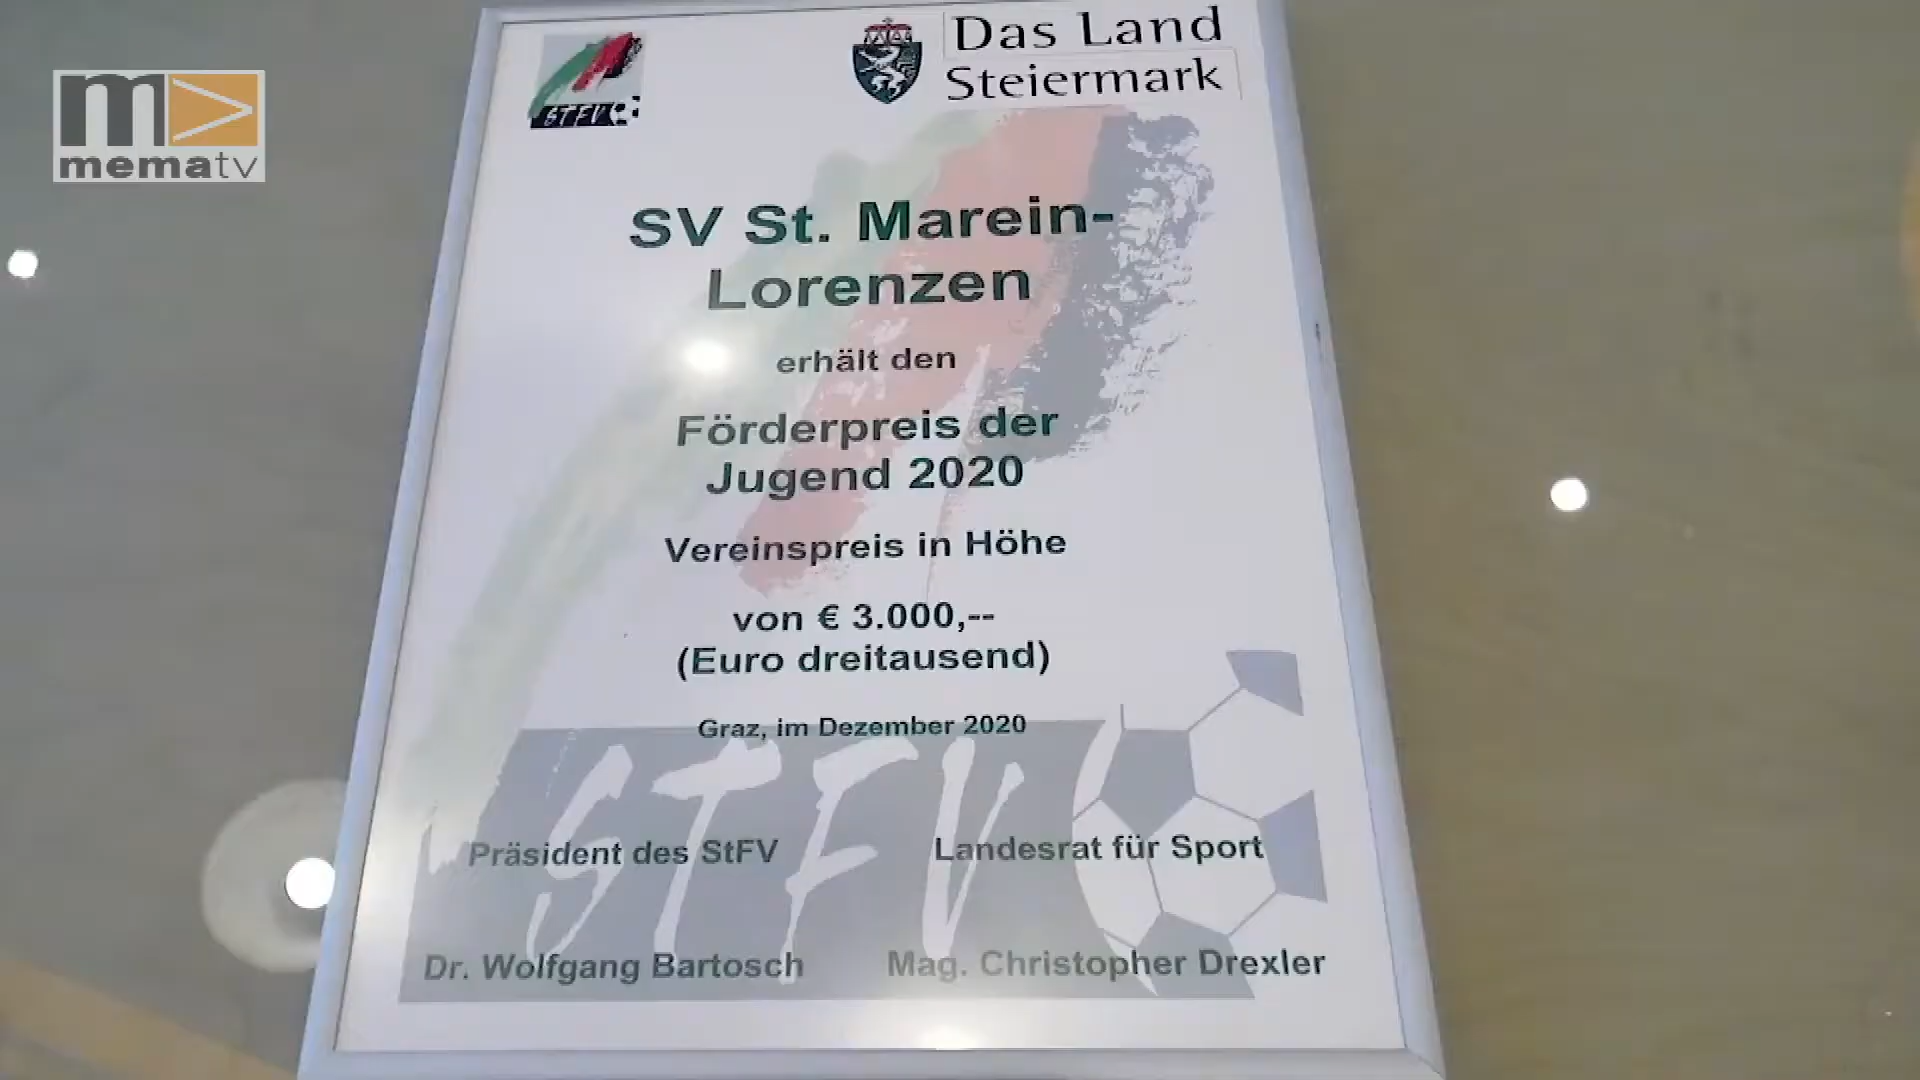 m>
mematv
STFV
Das Land
Steiermark
SV St. Marein-
Lorenzen
erhält den
Förderpreis der
Jugend 2020
Vereinspreis in Höhe
von € 3.000,--
(Euro dreitausend)
Graz, im Dezember 2020
STFV
Präsident des StFV
Landesrat für Sport
Dr. Wolfgang Bartosch
Mag. Christopher Drexler